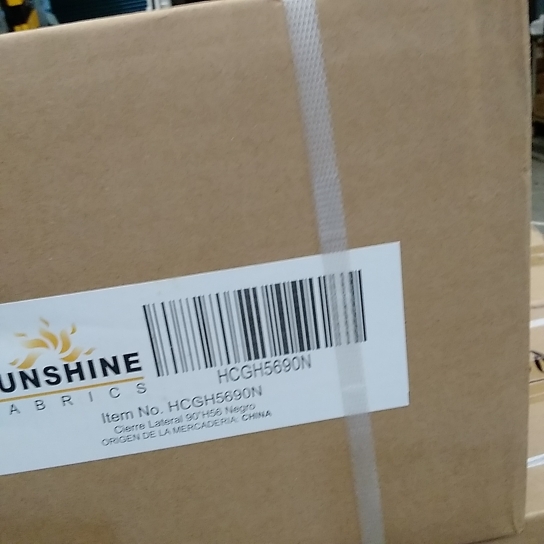 UNSHINE
ABRICS
HCGH5690N
Item No. HCGH5690N
Cierre Lateral 90°H56 Negro
ORIGEN DE LA MERCADERIA: CHINA